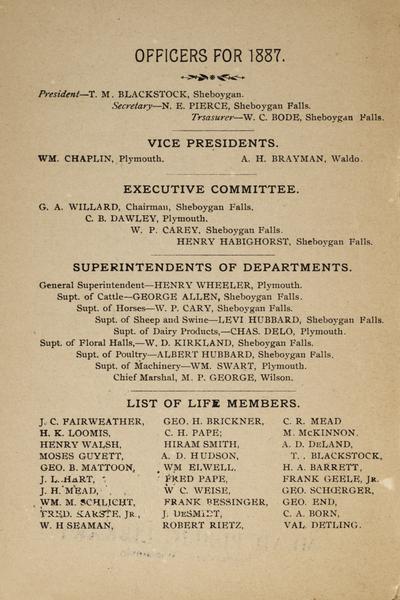 OFFICERS FOR 1887.
President—T. M. BLACKSTOCK, Sheboygan.
Secretary—N. E. PIERCE, Sheboygan Falls.
Trsasurer—W. C. BODE, Sheboygan Falls.
VICE PRESIDENTS.
WM. CHAPLIN, Plymouth. A. H. BRAYMAN, Waldo.
EXECUTIVE COMMITTEE.
G. A. WILLARD, Chairman, Sheboygan Falls.
C. B. DAWLEY, Plymouth.
W. P. CAREY, Sheboygan Falls.
HENRY HABIGHORST, Sheboygan Falls.
SUPERINTENDENTS OF DEPARTMENTS.
General Superintendent—HENRY WHEELER, Plymouth.
Supt. of Cattle—GEORGE ALLEN, Sheboygan Falls.
Supt. of Horses—W. P. CARY, Sheboygan Falls.
Supt. of Sheep and Swine—LEVI HUBBARD, Sheboygan Falls.
Supt. of Dairy Products,—CHAS. DELO, Plymouth.
Supt. of Floral Halls,—W. D. KIRKLAND, Sheboygan Falls.
Supt. of Poultry—ALBERT HUBBARD, Sheboygan Falls.
Supt. of Machinery—WM. SWART, Plymouth.
Chief Marshal, M. P. GEORGE, Wilson.
LIST OF LIFE MEMBERS.
J. C. FAIRWEATHER, GEO. H. BRICKNER, C. R. MEAD
H. K. LOOMIS, C. H. PAPE; M. McKINNON.
HENRY WALSH, HIRAM SMITH, A. D. DeLAND,
MOSES GUYETT, A. D. HUDSON, T. . BLACKSTOCK,
GEO. B. MATTOON, WM ELWELL, H. A. BARRETT,
J. L. HART, FRED PAPE, FRANK GEELE, Jr.
J. H. MEAD, W C. WEISE, GEO. SCHŒRGER,
WM. M. SCHLICHT, FRANK BESSINGER, GEO. END,
FRED. KARSTE, Jr., J. DESMIDT, C. A. BORN,
W. H SEAMAN, ROBERT RIETZ, VAL DETLING.